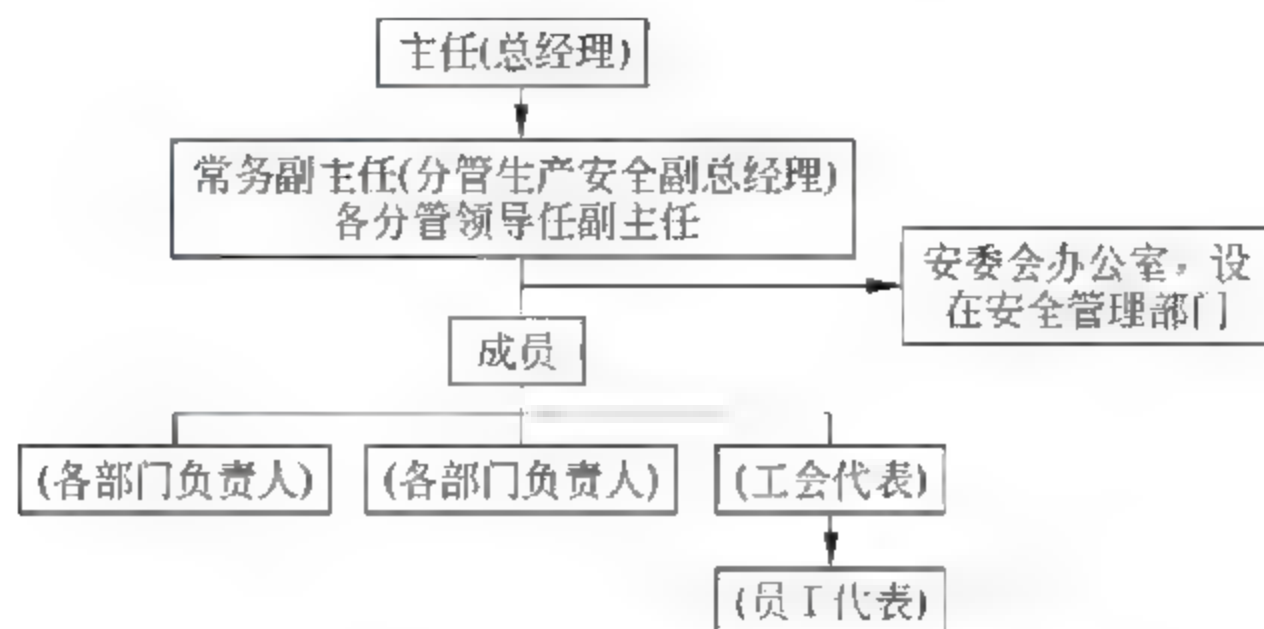 主任(总经理)
常务副主任(分管生产安全副总经理)
各分管领导任副主任
安委会办公室，设
在安全管理部门
成员
(各部门负责人)
(各部门负责人)
(工会代表)
(员工代表)